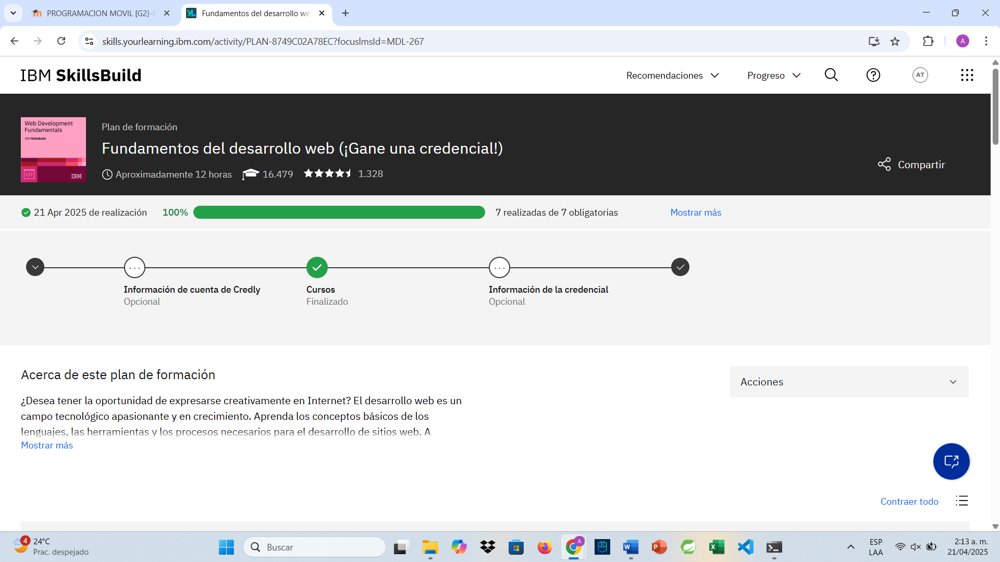 PROGRAMACION MOVIL [G2]-8
Fundamentos del desarrollo we
skills.yourlearning.ibm.com/activity/PLAN-8749C02A78EC?focuslmsId=MDL-267
A
IBM SkillsBuild
Recomendaciones
Progreso
AT
Web Development
Fundamentals
IBM SkillsBuild
IBM
Plan de formación
Fundamentos del desarrollo web (¡Gane una credencial!)
Aproximadamente 12 horas
16.479
1.328
Compartir
21 Apr 2025 de realización
100%
7 realizadas de 7 obligatorias
Mostrar más
Información de cuenta de Credly
Opcional
Cursos
Finalizado
Información de la credencial
Opcional
Acerca de este plan de formación
Acciones
¿Desea tener la oportunidad de expresarse creativamente en Internet? El desarrollo web es un
campo tecnológico apasionante y en crecimiento. Aprenda los conceptos básicos de los
lenguajes, las herramientas y los procesos necesarios para el desarrollo de sitios web. A
Mostrar más
Contraer todo
4
24°C
Prac. despejado
Buscar
A
ESP
LAA
2:13 a. m.
21/04/2025